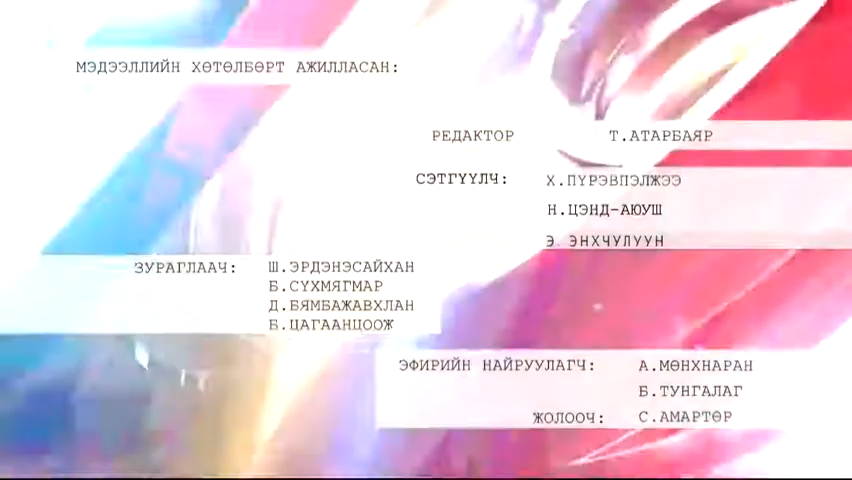 МЭДЭЭЛЛИЙН ХӨТӨЛБӨРТ АЖИЛЛАСАН:
РЕДАКТОР Т.АТАРБАЯР
СЭТГҮҮЛЧ: Х.ПҮРЭВПЭЛЖЭЭ
Н.ЦЭНД-АЮУШ
Э.ЭНХЧУЛУУН
ЗУРАГЛААЧ: Ш.ЭРДЭНЭСАЙХАН
Б.СҮХМЯГМАР
Д.БЯМБАЖАВХЛАН
Б.ЦАГААНЦООЖ
ЭФИРИЙН НАЙРУУЛАГЧ: А.МӨНХНАРАН
Б.ТУНГАЛАГ
ЖОЛООЧ: С.АМАРТӨР